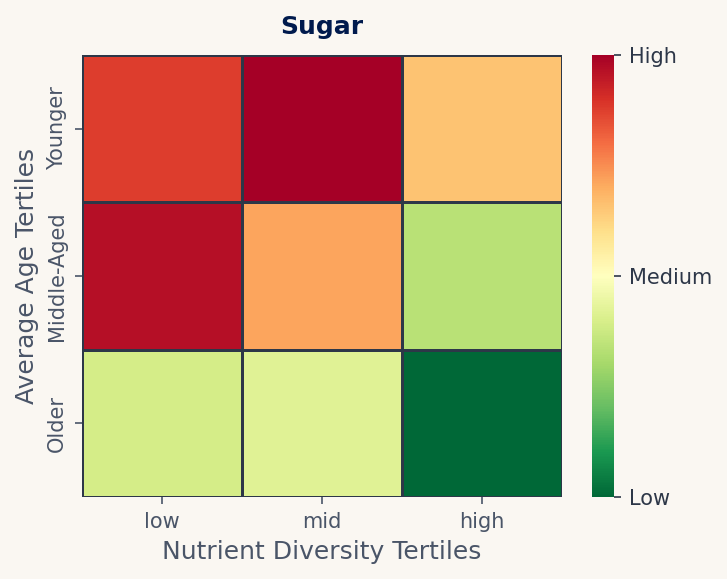 Sugar
Average Age Tertiles
Younger
Middle-Aged
Older
low mid high
Nutrient Diversity Tertiles
High
Medium
Low